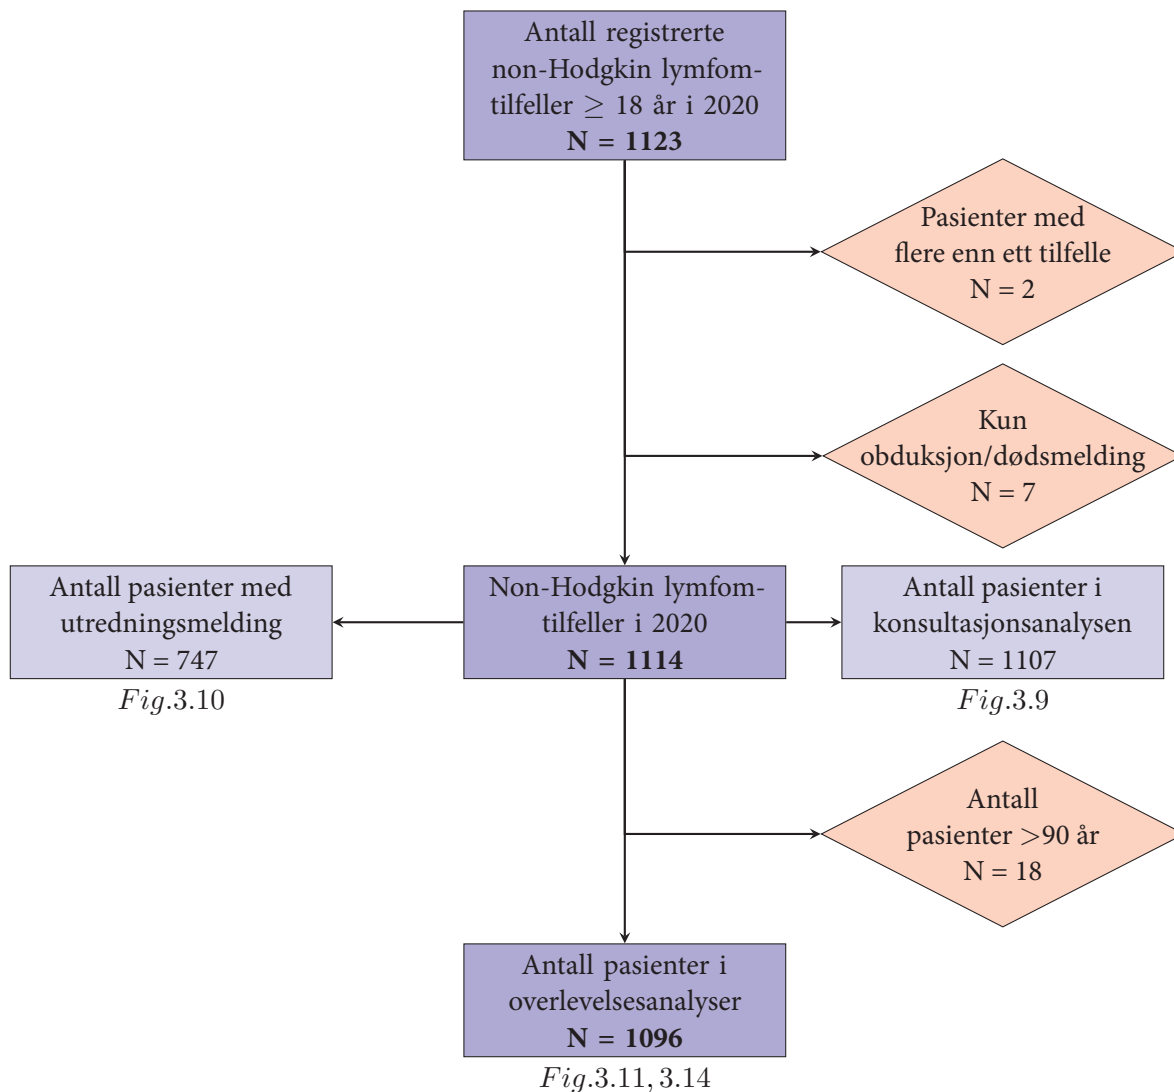 Antall registrerte
non-Hodgkin lymfom-
tilfeller ≥ 18 år i 2020
N = 1123
Pasienter med
flere enn ett tilfelle
N = 2
Kun
obduksjon/dødsmelding
N = 7
Antall pasienter med
utredningsmelding
N = 747
Fig.3.10
Non-Hodgkin lymfom-
tilfeller i 2020
N = 1114
Antall pasienter i
konsultasjonsanalysen
N = 1107
Fig.3.9
Antall
pasienter >90 år
N = 18
Antall pasienter i
overlevelsesanalyser
N = 1096
Fig.3.11, 3.14